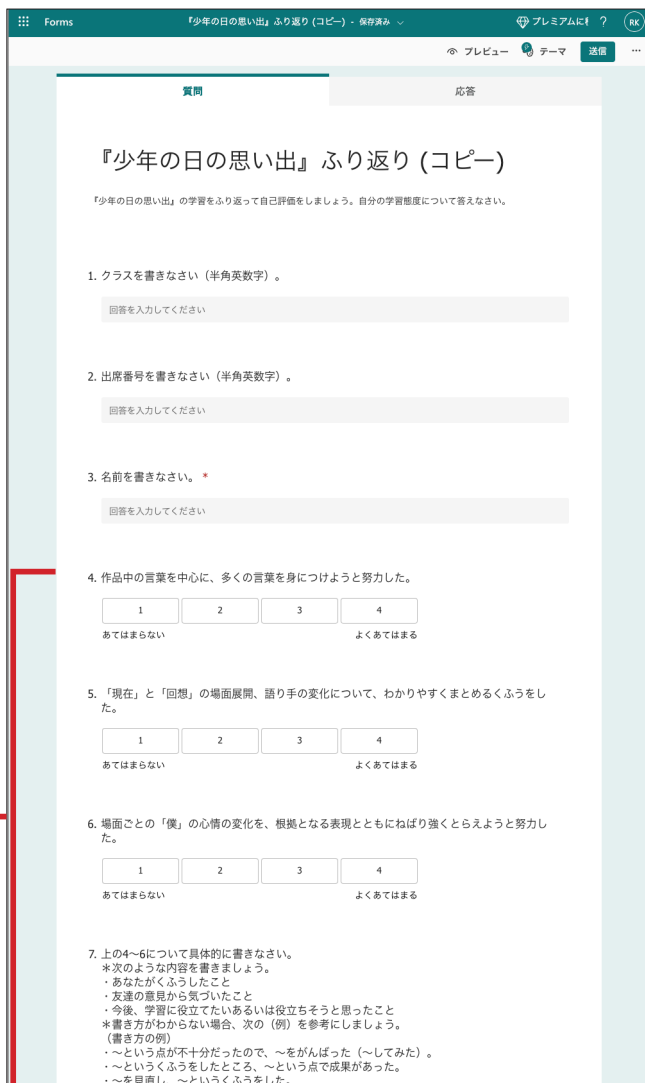 Forms
『少年の日の思い出』ふり返り (コピー) - 保存済み
プレミアムに
?
RK
プレビュー
テーマ
送信
…
質問
応答
『少年の日の思い出』ふり返り (コピー)
『少年の日の思い出』の学習をふり返って自己評価をしましょう。自分の学習態度について答えなさい。
1. クラスを書きなさい（半角英数字）。
回答を入力してください
2. 出席番号を書きなさい（半角英数字）。
回答を入力してください
3. 名前を書きなさい。 *
回答を入力してください
4. 作品中の言葉を中心に、多くの言葉を身につけようと努力した。
1 2 3 4
あてはまらない よくあてはまる
5. 「現在」と「回想」の場面展開、語り手の変化について、わかりやすくまとめるくふうをし
た。
1 2 3 4
あてはまらない よくあてはまる
6. 場面ごとの「僕」の心情の変化を、根拠となる表現とともにねばり強くとらえようと努力し
た。
1 2 3 4
あてはまらない よくあてはまる
7. 上の4～6について具体的に書きなさい。
＊次のような内容を書きましょう。
・あなたがくふうしたこと
・友達の意見から気づいたこと
・今後、学習に役立てたいあるいは役立ちそうと思ったこと
＊書き方がわからない場合、次の（例）を参考にしましょう。
（書き方の例）
・～という点が不十分だったので、～をがんばった（～してみた）。
・～というくふうをしたところ、～という点で成果があった。
・～を見直し、～というくふうをした。